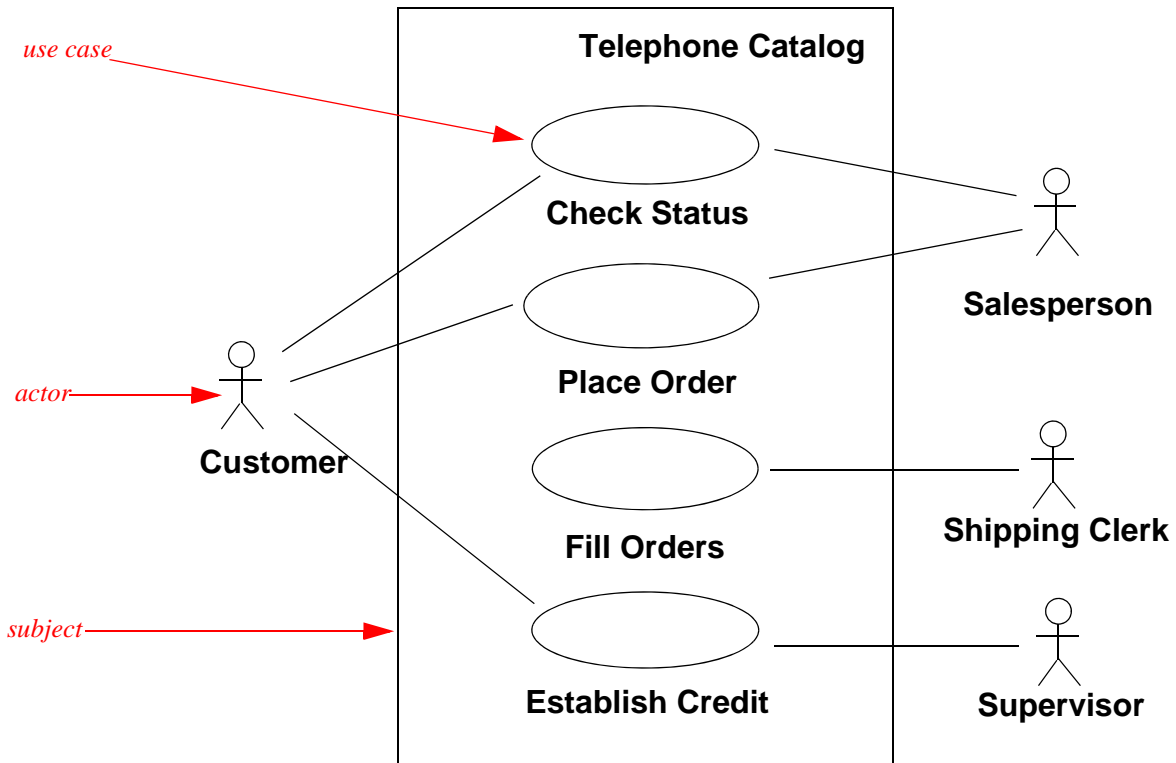 Telephone Catalog
use case
Check Status
Salesperson
Place Order
actor
Customer
Fill Orders
Shipping Clerk
subject
Establish Credit
Supervisor